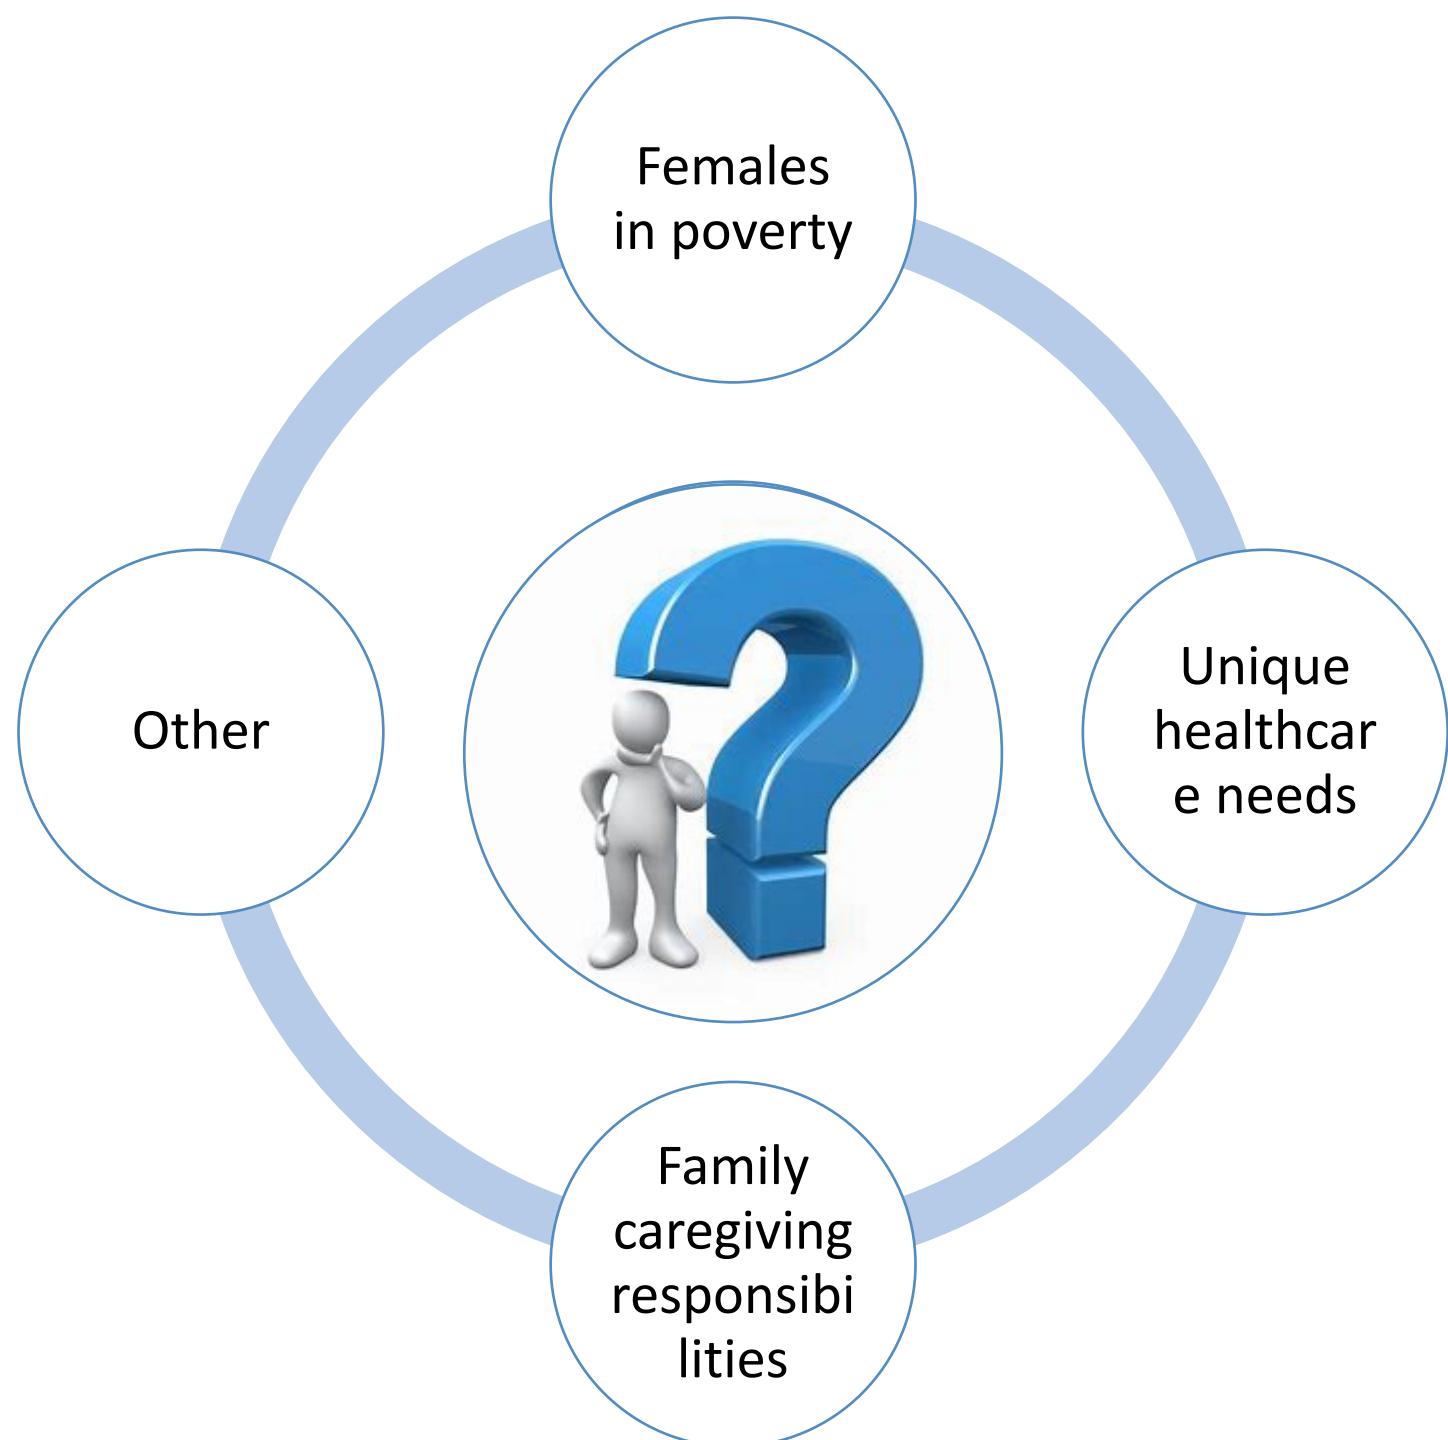 Females
in poverty
Unique
healthcar
e needs
Family
caregiving
responsibi
lities
Other